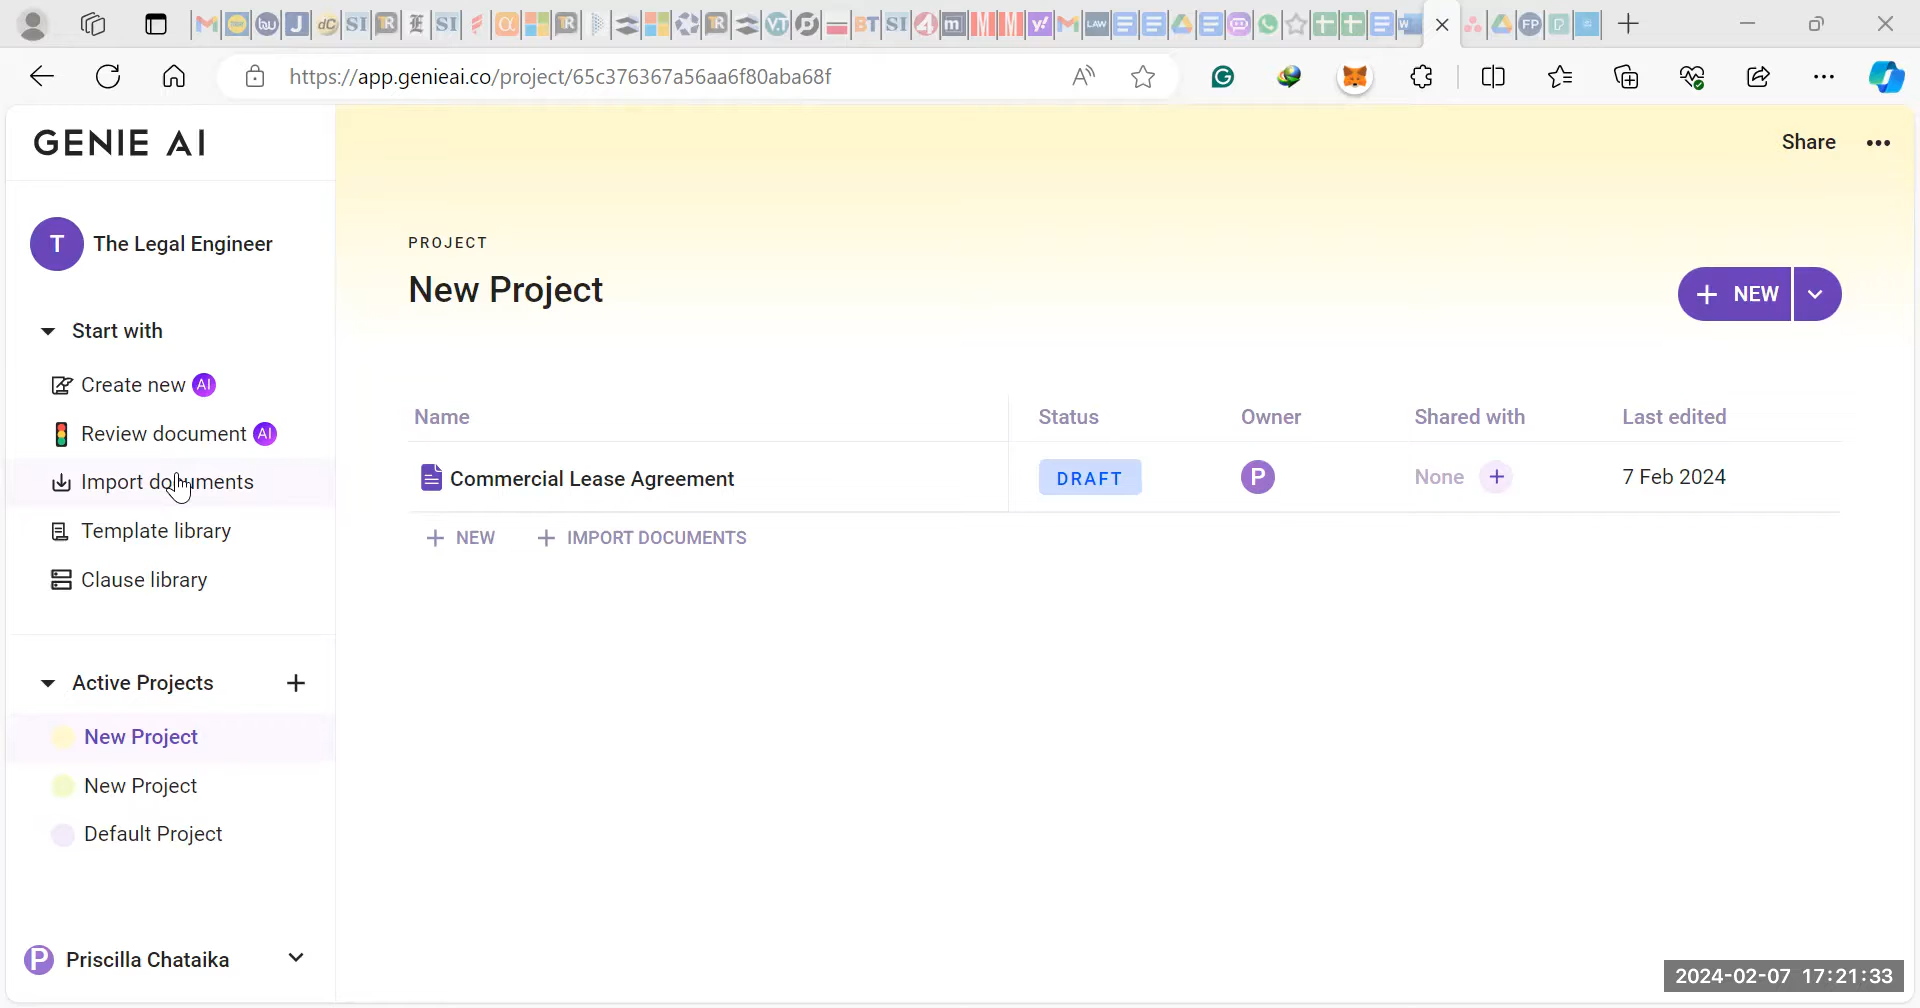 https://app.genieai.co/project/65c376367a56aa6f80aba68f
GENIE AI
Share
T The Legal Engineer
PROJECT
New Project
+ NEW
Start with
Create new AI
Review document AI
Import documents
Template library
Clause library
Name Status Owner Shared with Last edited
Commercial Lease Agreement DRAFT P None + 7 Feb 2024
+ NEW + IMPORT DOCUMENTS
Active Projects +
New Project
New Project
Default Project
P Priscilla Chataika
2024-02-07 17:21:33